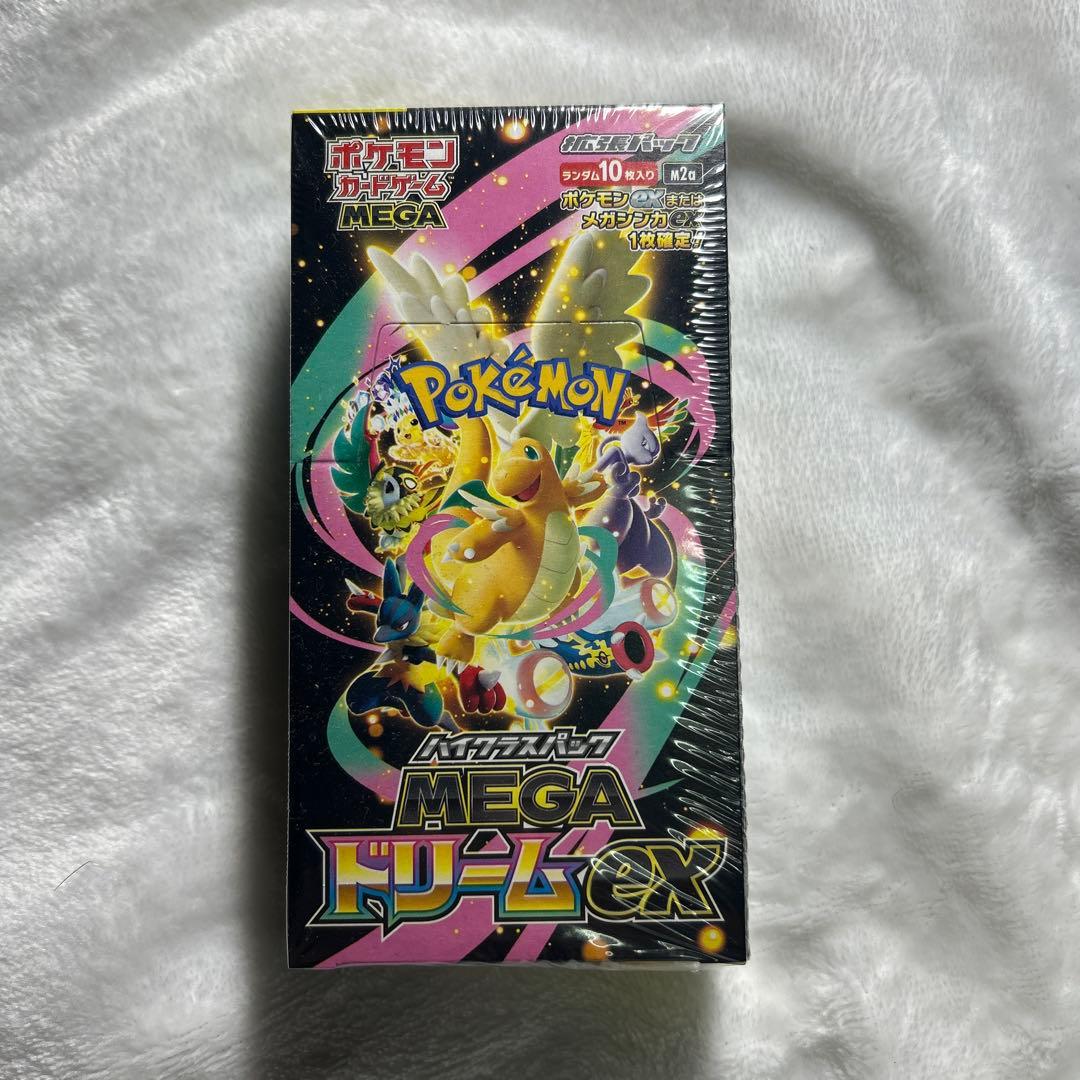 ポケモン
カードゲーム
MEGA
拡張パック
ランダム10枚入り
M2a
ポケモンexまたは
メガシンカex
1枚確定!!
POKéMON
TM
ハイクラスパック
MEGA
ドリームex